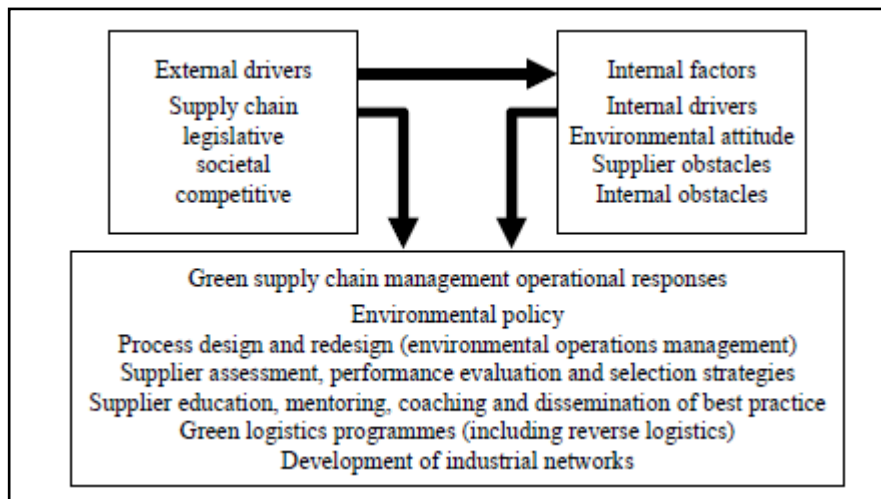 External drivers
Supply chain
legislative
societal
competitive
Internal factors
Internal drivers
Environmental attitude
Supplier obstacles
Internal obstacles
Green supply chain management operational responses
Environmental policy
Process design and redesign (environmental operations management)
Supplier assessment, performance evaluation and selection strategies
Supplier education, mentoring, coaching and dissemination of best practice
Green logistics programmes (including reverse logistics)
Development of industrial networks